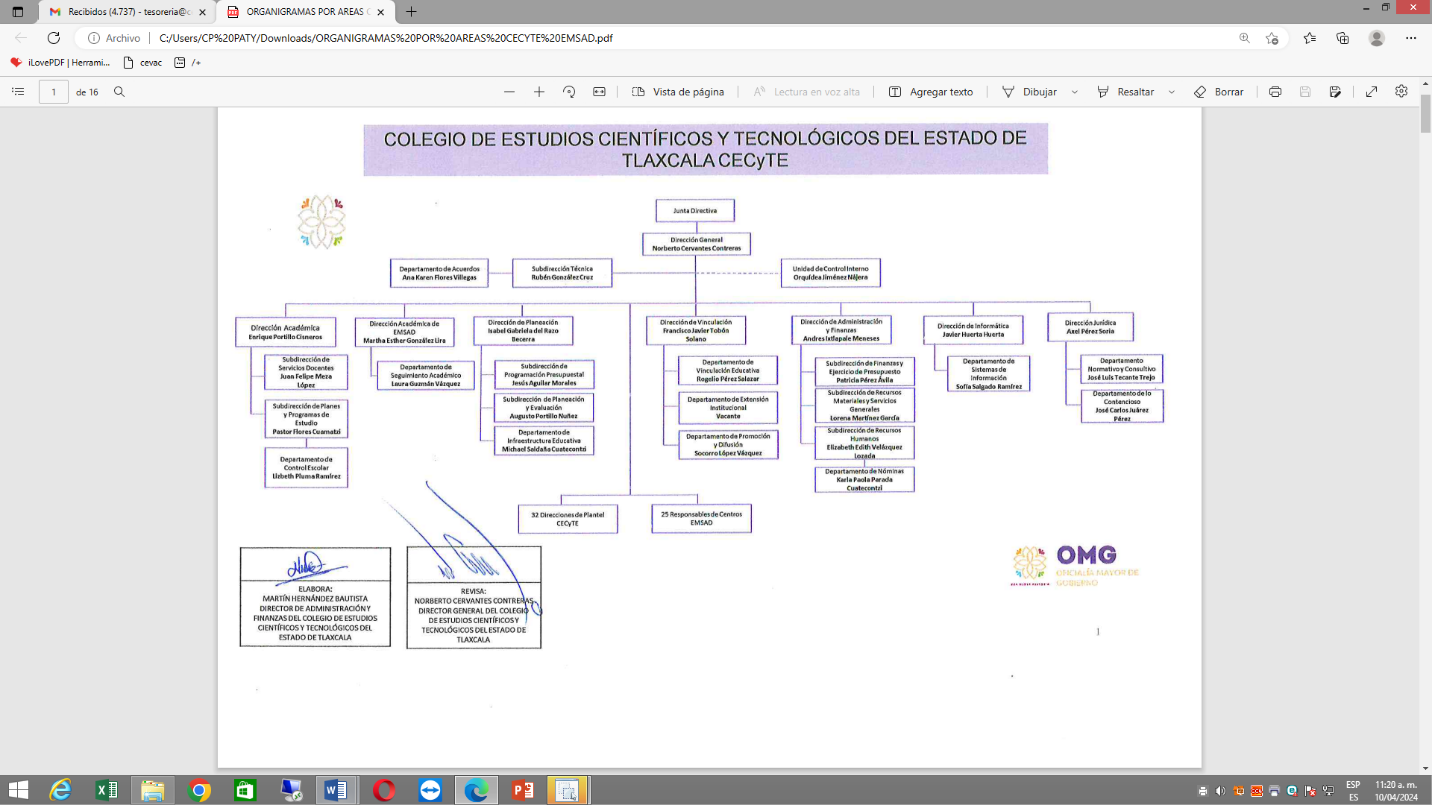 Recibidos (4.737) - tesoreria@c
ORGANIGRAMAS POR AREAS C
Archivo
C:/Users/CP%20PATY/Downloads/ORGANIGRAMAS%20POR%20AREAS%20CECYTE%20EMSAD.pdf
iLovePDF | Herrami...
cevac
/+
1
de 16
Vista de página
Lectura en voz alta
Agregar texto
Dibujar
Resaltar
Borrar
COLEGIO DE ESTUDIOS CIENTÍFICOS Y TECNOLÓGICOS DEL ESTADO DE
TLAXCALA CECyTE
Junta Directiva
Dirección General
Norberto Cervantes Contreras
Departamento de Acuerdos
Ana Karen Flores Villegas
Subdirección Técnica
Rubén González Cruz
Unidad de Control Interno
Orquídea Jiménez Nájera
Dirección Académica
Enrique Portillo Cisneros
Subdirección de
Servicios Docentes
Juan Felipe Meza
López
Subdirección de Planes
y Programas de
Estudio
Pastor Flores Cuamatzi
Departamento de
Control Escolar
Lizbeth Pluma Ramírez
Dirección Académica de
EMSAD
Martha Esther González Lira
Departamento de
Seguimiento Académico
Laura Guzmán Vázquez
Dirección de Planeación
Isabel Gabriela del Razo
Becerra
Subdirección de
Programación Presupuestal
Jesús Aguilar Morales
Subdirección de Planeación
y Evaluación
Augusto Portillo Nuñez
Departamento de
Infraestructura Educativa
Michael Saldaña Cuatecontzi
Dirección de Vinculación
Francisco Javier Tobón
Solano
Departamento de
Vinculación Educativa
Rogelio Pérez Salazar
Departamento de Extensión
Institucional
Vacante
Departamento de Promoción
y Difusión
Socorro López Vázquez
Dirección de Administración
y Finanzas
Andres Ixtlapale Meneses
Subdirección de Finanzas y
Ejercicio de Presupuesto
Patricia Pérez Ávila
Subdirección de Recursos
Materiales y Servicios
Generales
Lorena Martínez García
Subdirección de Recursos
Humanos
Elizabeth Edith Velázquez
Lozada
Departamento de Nóminas
Karla Paola Parada
Cuatecontzi
Dirección de Informática
Javier Huerta Huerta
Departamento de
Sistemas de
Información
Sofía Salgado Ramírez
Dirección Jurídica
Axel Pérez Soria
Departamento
Normativo y Consultivo
José Luis Tecante Trejo
Departamento de lo
Contencioso
José Carlos Juárez
Pérez
32 Direcciones de Plantel
CECyTE
25 Responsables de Centros
EMSAD
ELABORA:
MARTÍN HERNÁNDEZ BAUTISTA
DIRECTOR DE ADMINISTRACIÓN Y
FINANZAS DEL COLEGIO DE ESTUDIOS
CIENTÍFICOS Y TECNOLÓGICOS DEL
ESTADO DE TLAXCALA
REVISA:
NORBERTO CERVANTES CONTRERAS
DIRECTOR GENERAL DEL COLEGIO
DE ESTUDIOS CIENTÍFICOS Y
TECNOLÓGICOS DEL ESTADO DE
TLAXCALA
OMG
OFICIALÍA MAYOR DE
GOBIERNO
1
ESP
ES
11:20 a. m.
10/04/2024